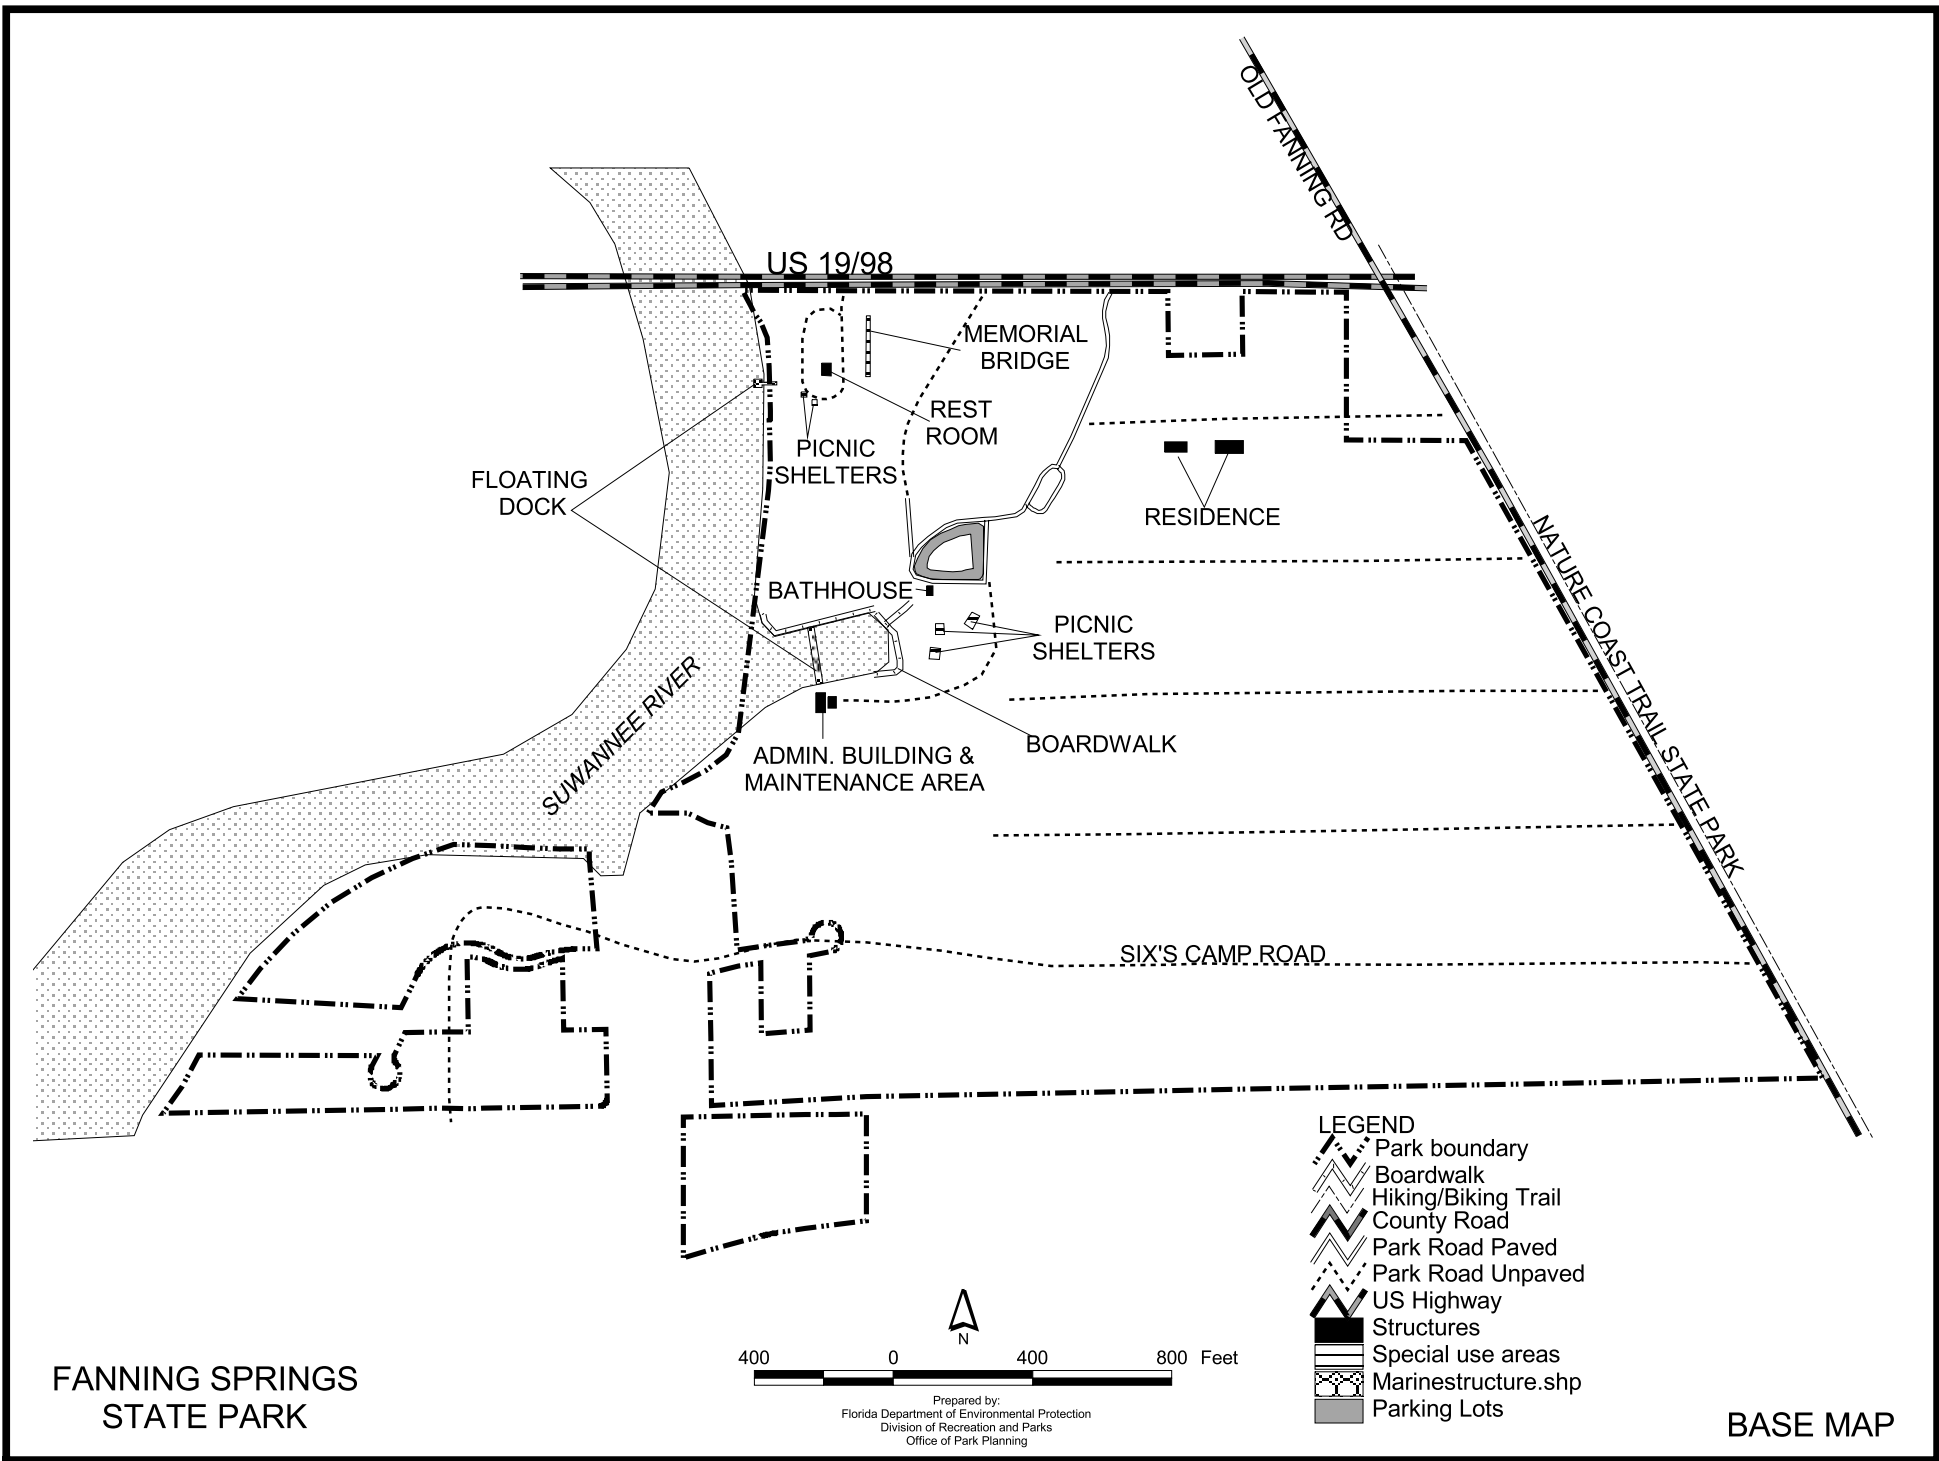 OLD FANNING RD
US 19/98
MEMORIAL
BRIDGE
REST
ROOM
PICNIC
SHELTERS
FLOATING
DOCK
RESIDENCE
NATURE COAST TRAIL STATE PARK
BATHHOUSE
PICNIC
SHELTERS
SUWANNEE RIVER
BOARDWALK
ADMIN. BUILDING &
MAINTENANCE AREA
SIX'S CAMP ROAD
LEGEND
Park boundary
Boardwalk
Hiking/Biking Trail
County Road
Park Road Paved
Park Road Unpaved
US Highway
Structures
Special use areas
Marinestructure.shp
Parking Lots
N
400 0 400 800 Feet
Prepared by:
Florida Department of Environmental Protection
Division of Recreation and Parks
Office of Park Planning
FANNING SPRINGS
STATE PARK
BASE MAP